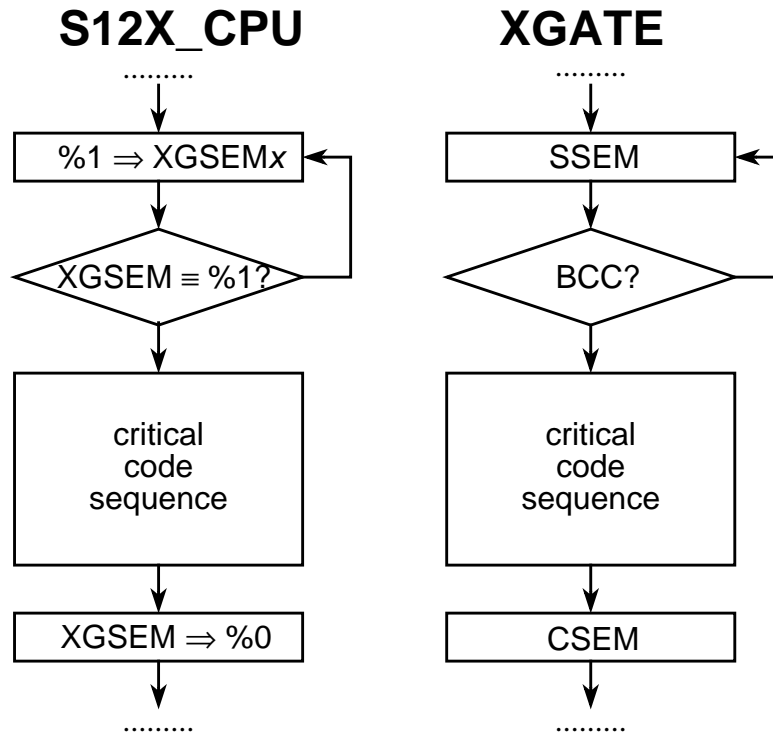 S12X_CPU
.........
%1 ⇒ XGSEMx
XGSEM ≡ %1?
critical
code
sequence
XGSEM ⇒ %0
.........
XGATE
.........
SSEM
BCC?
critical
code
sequence
CSEM
.........